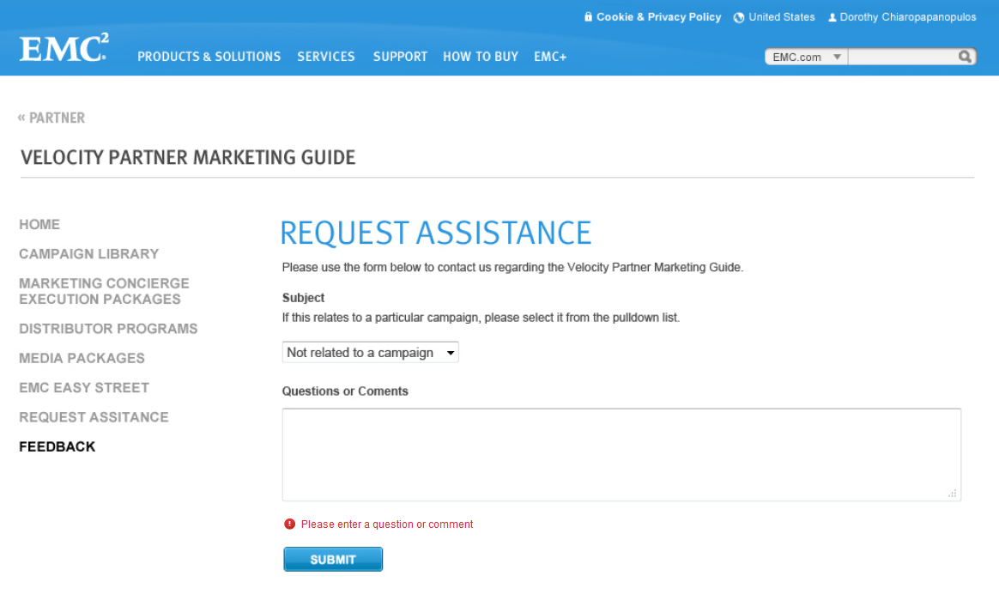 Cookie & Privacy Policy United States Dorothy Chiaropapanopulos
EMC²
PRODUCTS & SOLUTIONS SERVICES SUPPORT HOW TO BUY EMC+
EMC.com
« PARTNER
VELOCITY PARTNER MARKETING GUIDE
HOME
CAMPAIGN LIBRARY
MARKETING CONCIERGE
EXECUTION PACKAGES
DISTRIBUTOR PROGRAMS
MEDIA PACKAGES
EMC EASY STREET
REQUEST ASSITANCE
FEEDBACK
REQUEST ASSISTANCE
Please use the form below to contact us regarding the Velocity Partner Marketing Guide.
Subject
If this relates to a particular campaign, please select it from the pulldown list.
Not related to a campaign
Questions or Coments
Please enter a question or comment
SUBMIT